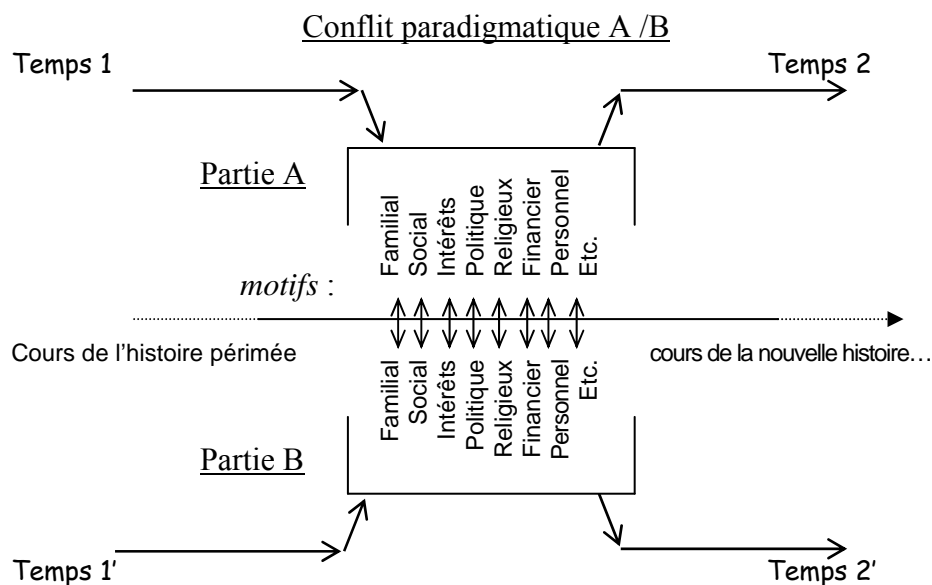 Conflit paradigmatique A /B
Temps 1
Temps 2
Partie A
Familial
Social
Intérêts
Politique
Religieux
Financier
Personnel
Etc.
motifs :
Cours de l’histoire périmée
cours de la nouvelle histoire…
Familial
Social
Intérêts
Politique
Religieux
Financier
Personnel
Etc.
Partie B
Temps 1’
Temps 2’